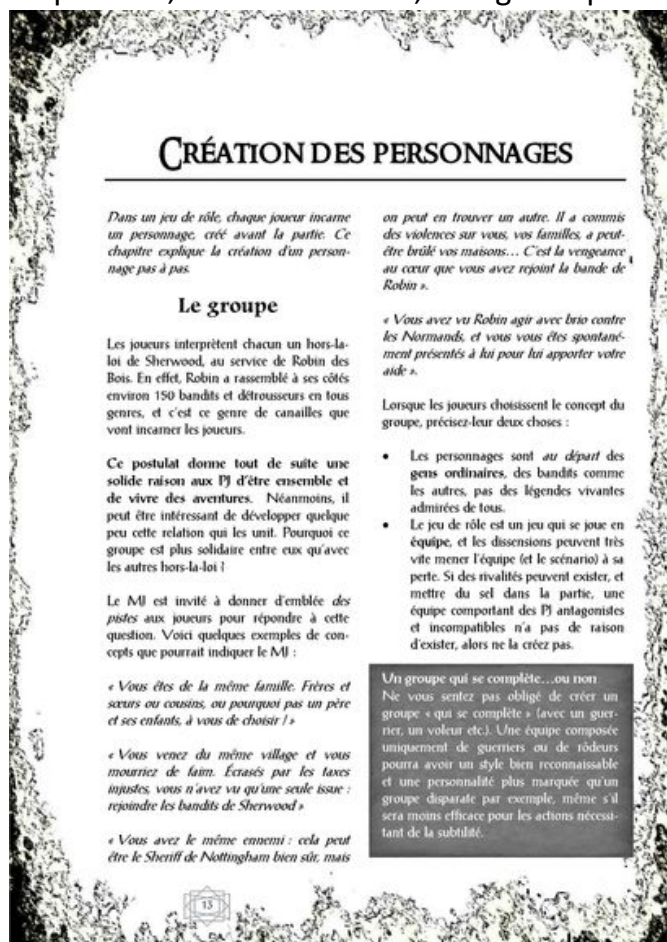 CRÉATION DES PERSONNAGES
Dans un jeu de rôle, chaque joueur incarne
un personnage, créé avant la partie. Ce
chapitre explique la création d'un person-
nage pas à pas.
Le groupe
Les joueurs interprètent chacun un hors-la-
loi de Sherwood, au service de Robin des
Bois. En effet, Robin a rassemblé à ses côtés
environ 150 bandits et détrousseurs en tous
genres, et c'est ce genre de canailles que
vont incarner les joueurs.
Ce postulat donne tout de suite une
solide raison aux PJ d'être ensemble et
de vivre des aventures. Néanmoins, il
peut être intéressant de développer quelque
peu cette relation qui les unit. Pourquoi ce
groupe est plus solidaire entre eux qu'avec
les autres hors-la-loi ?
Le MJ est invité à donner d'emblée des
pistes aux joueurs pour répondre à cette
question. Voici quelques exemples de con-
cepts que pourrait indiquer le MJ :
« Vous êtes de la même famille. Frères et
sœurs ou cousins, ou pourquoi pas un père
et ses enfants, à vous de choisir ! »
« Vous venez du même village et vous
mourriez de faim. Écrasés par les taxes
injustes, vous n'avez vu qu'une seule issue :
rejoindre les bandits de Sherwood »
« Vous avez le même ennemi : cela peut
être le Sheriff de Nottingham bien sûr, mais
on peut en trouver un autre. Il a commis
des violences sur vous, vos familles, a peut-
être brûlé vos maisons… C'est la vengeance
au cœur que vous avez rejoint la bande de
Robin ».
« Vous avez vu Robin agir avec brio contre
les Normands, et vous vous êtes spontané-
ment présentés à lui pour lui apporter votre
aide ».
Lorsque les joueurs choisissent le concept du
groupe, précisez-leur deux choses :
• Les personnages sont au départ des
gens ordinaires, des bandits comme
les autres, pas des légendes vivantes
admirées de tous.
• Le jeu de rôle est un jeu qui se joue en
équipe, et les dissensions peuvent très
vite mener l'équipe (et le scénario) à sa
perte. Si des rivalités peuvent exister, et
mettre du sel dans la partie, une
équipe comportant des PJ antagonistes
et incompatibles n'a pas de raison
d'exister, alors ne la créez pas.
Un groupe qui se complète…ou non
Ne vous sentez pas obligé de créer un
groupe « qui se complète » (avec un guer-
rier, un voleur etc.). Une équipe composée
uniquement de guerriers ou de rôdeurs
pourra avoir un style bien reconnaissable
et une personnalité plus marquée qu'un
groupe disparate par exemple, même s'il
sera moins efficace pour les actions nécessi-
tant de la subtilité.
13